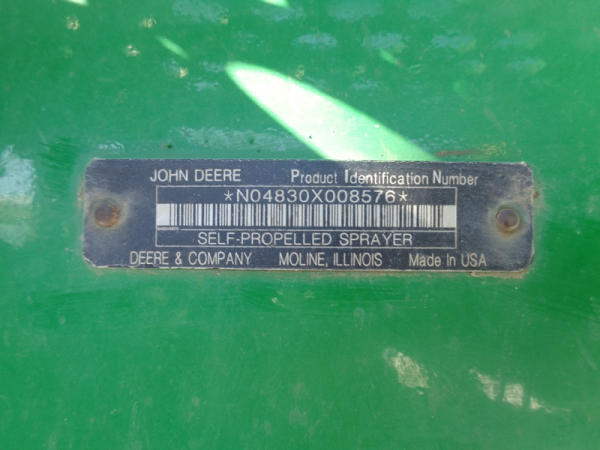 JOHN DEERE Product Identification Number
*N04830X008576*
SELF-PROPELLED SPRAYER
DEERE & COMPANY MOLINE, ILLINOIS Made In USA